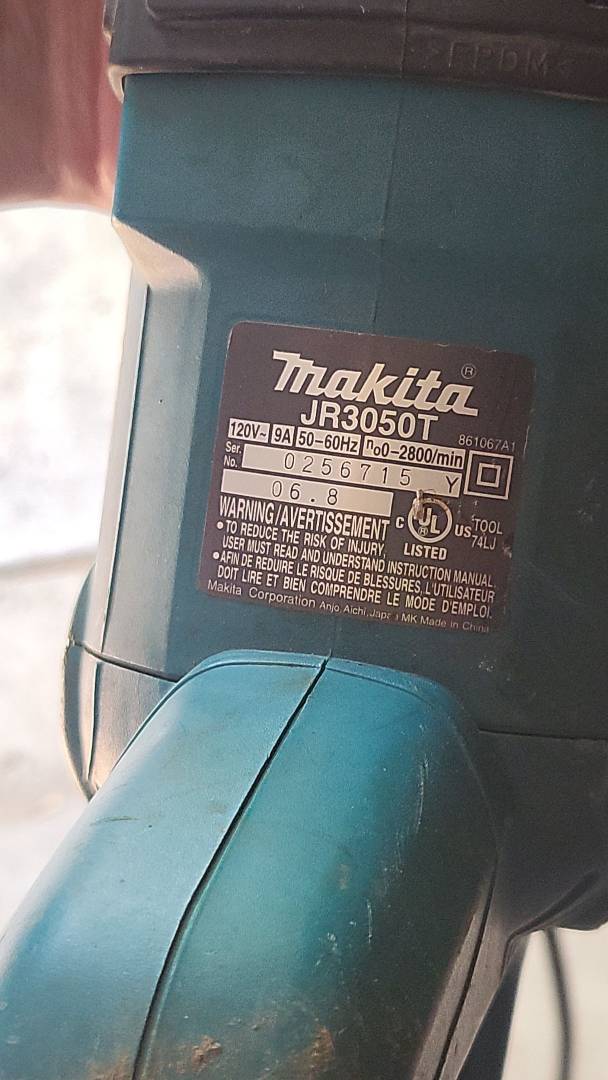 >EPDM<
makita®
JR3050T
861067A1
120V~ 9A 50-60Hz n₀0-2800/min
Ser. No. 0256715 Y
06.8
WARNING/AVERTISSEMENT
• TO REDUCE THE RISK OF INJURY,
USER MUST READ AND UNDERSTAND INSTRUCTION MANUAL.
• AFIN DE RÉDUIRE LE RISQUE DE BLESSURES, L'UTILISATEUR
DOIT LIRE ET BIEN COMPRENDRE LE MODE D'EMPLOI.
C UL ® US
LISTED
TOOL
74LJ
Makita Corporation Anjo Aichi, Japan MK Made in China